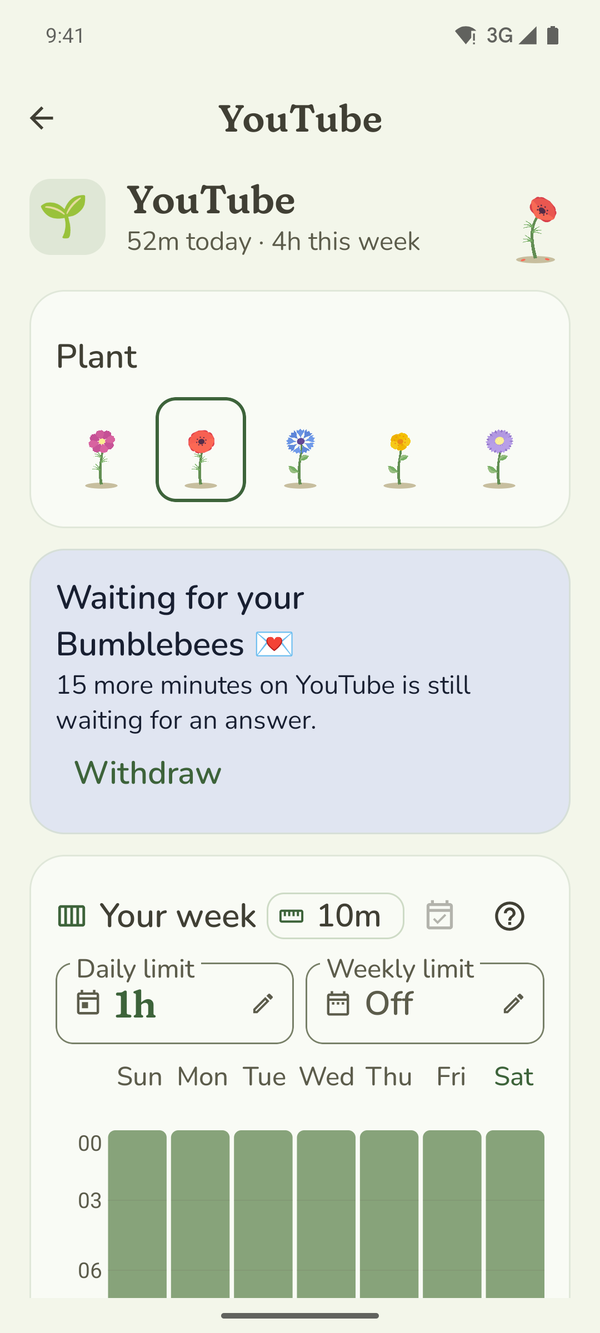 9:41
3G
YouTube
YouTube
52m today · 4h this week
Plant
Waiting for your
Bumblebees 💌
15 more minutes on YouTube is still
waiting for an answer.
Withdraw
Your week
10m
Daily limit
1h
Weekly limit
Off
Sun Mon Tue Wed Thu Fri Sat
00
03
06